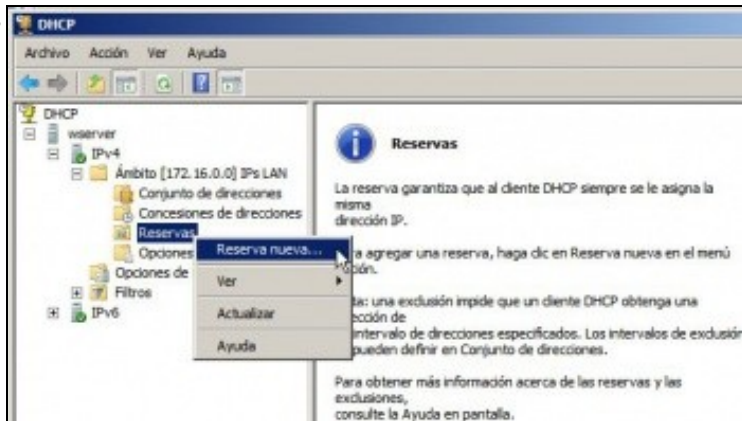 DHCP
Archivo Acción Ver Ayuda
DHCP
wserver
IPv4
Ámbito [172.16.0.0] IPs LAN
Conjunto de direcciones
Concesiones de direcciones
Reservas
Opciones
Opciones de
Filtros
IPv6
Reserva nueva...
Ver
Actualizar
Ayuda
Reservas
La reserva garantiza que al cliente DHCP siempre se le asigna la
misma
dirección IP.
agregar una reserva, haga clic en Reserva nueva en el menú
una exclusión impide que un cliente DHCP obtenga una
de
intervalo de direcciones especificados. Los intervalos de exclusión
pueden definir en Conjunto de direcciones.
Para obtener más información acerca de las reservas y las
exclusiones,
consulte la Ayuda en pantalla.